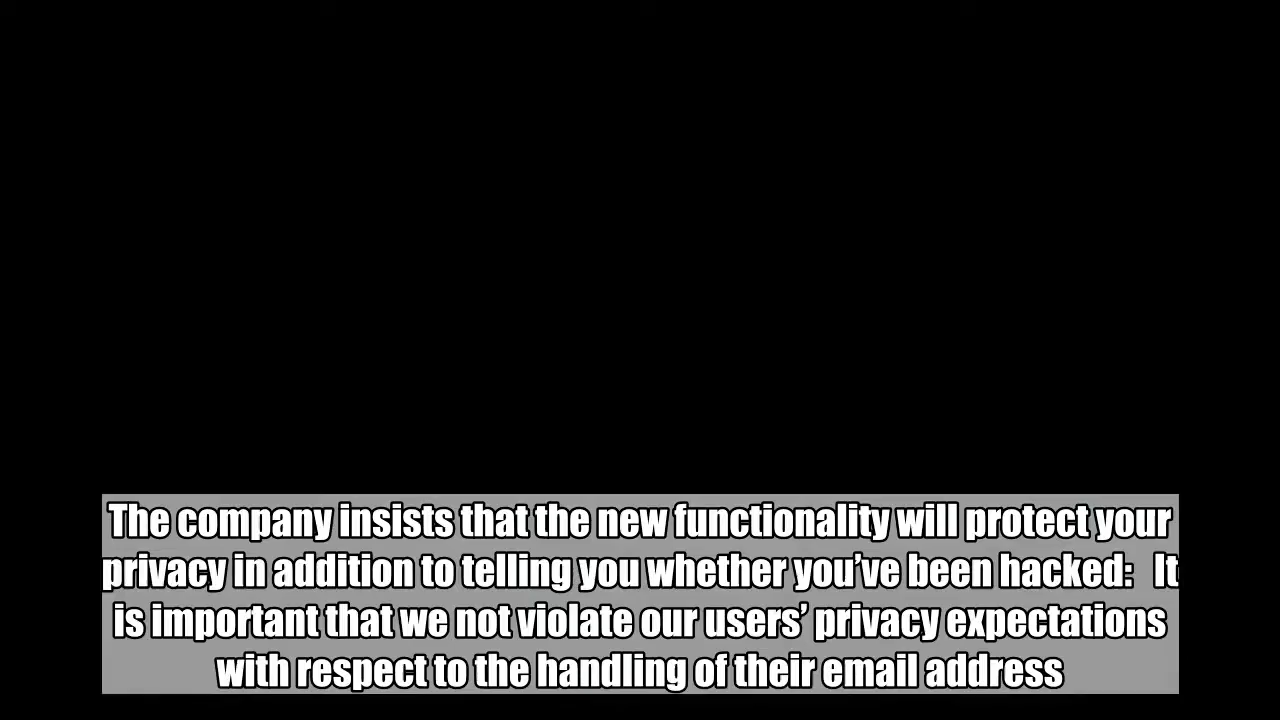 The company insists that the new functionality will protect your
privacy in addition to telling you whether you’ve been hacked:   It
is important that we not violate our users’ privacy expectations
with respect to the handling of their email address